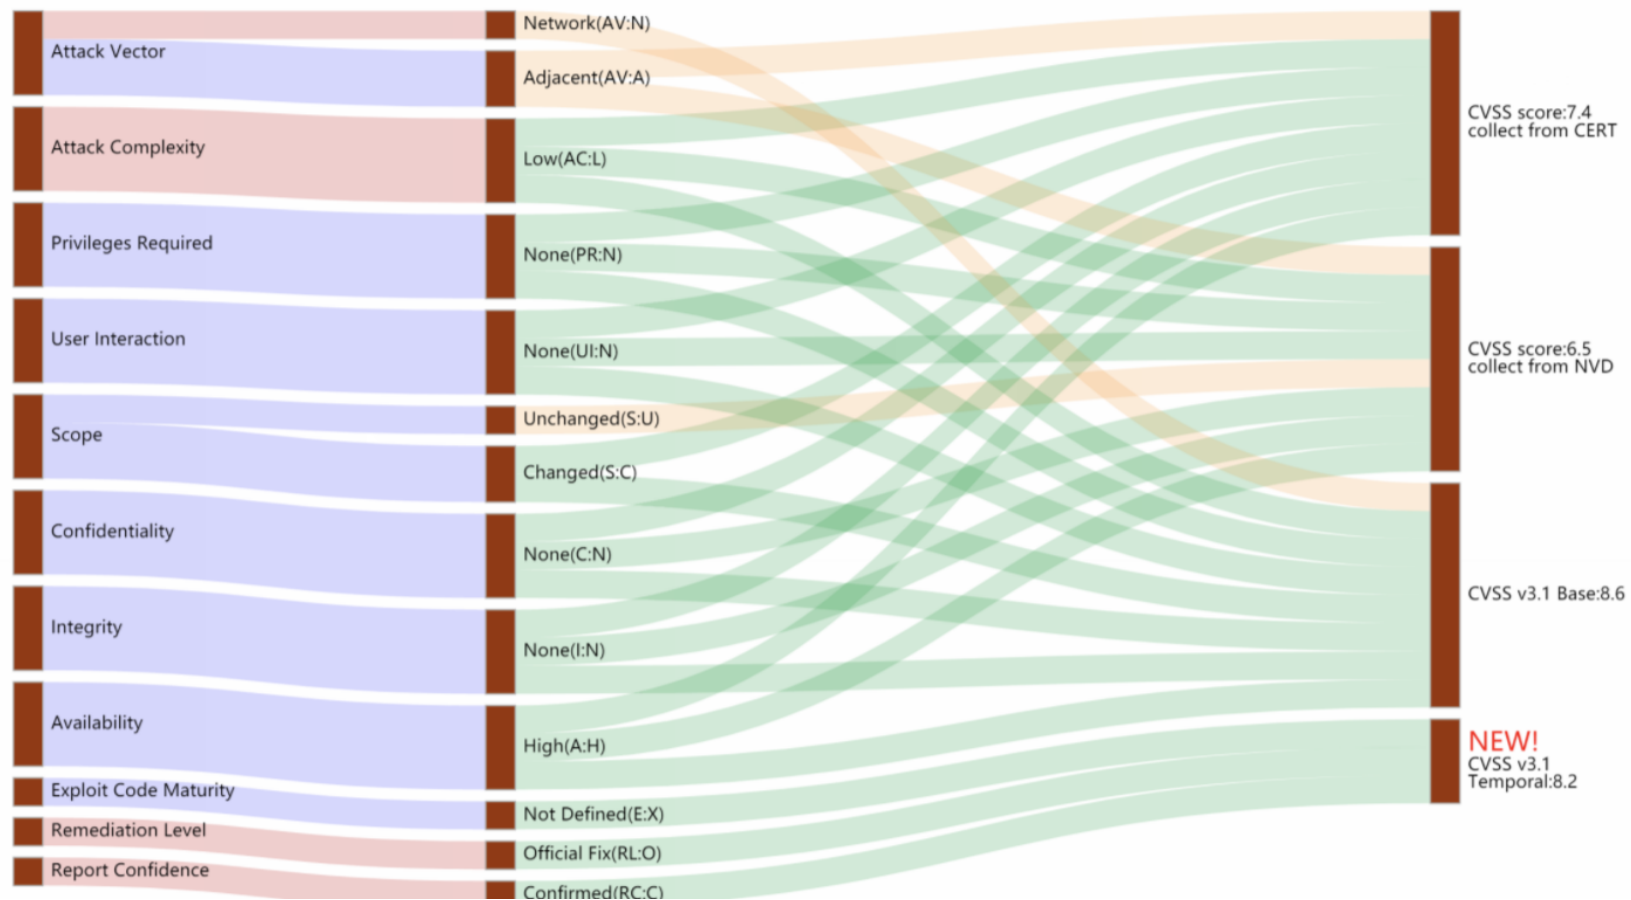 Attack Vector
Attack Complexity
Privileges Required
User Interaction
Scope
Confidentiality
Integrity
Availability
Exploit Code Maturity
Remediation Level
Report Confidence
Network(AV:N)
Adjacent(AV:A)
Low(AC:L)
None(PR:N)
None(UI:N)
Unchanged(S:U)
Changed(S:C)
None(C:N)
None(I:N)
High(A:H)
Not Defined(E:X)
Official Fix(RL:O)
Confirmed(RC:C)
CVSS score:7.4
collect from CERT
CVSS score:6.5
collect from NVD
CVSS v3.1 Base:8.6
NEW!
CVSS v3.1
Temporal:8.2